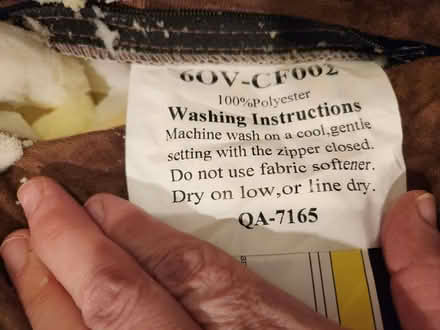 6OV-CF002
100%Polyester
Washing Instructions
Machine wash on a cool,gentle
setting with the zipper closed.
Do not use fabric softener.
Dry on low,or line dry.
QA-7165